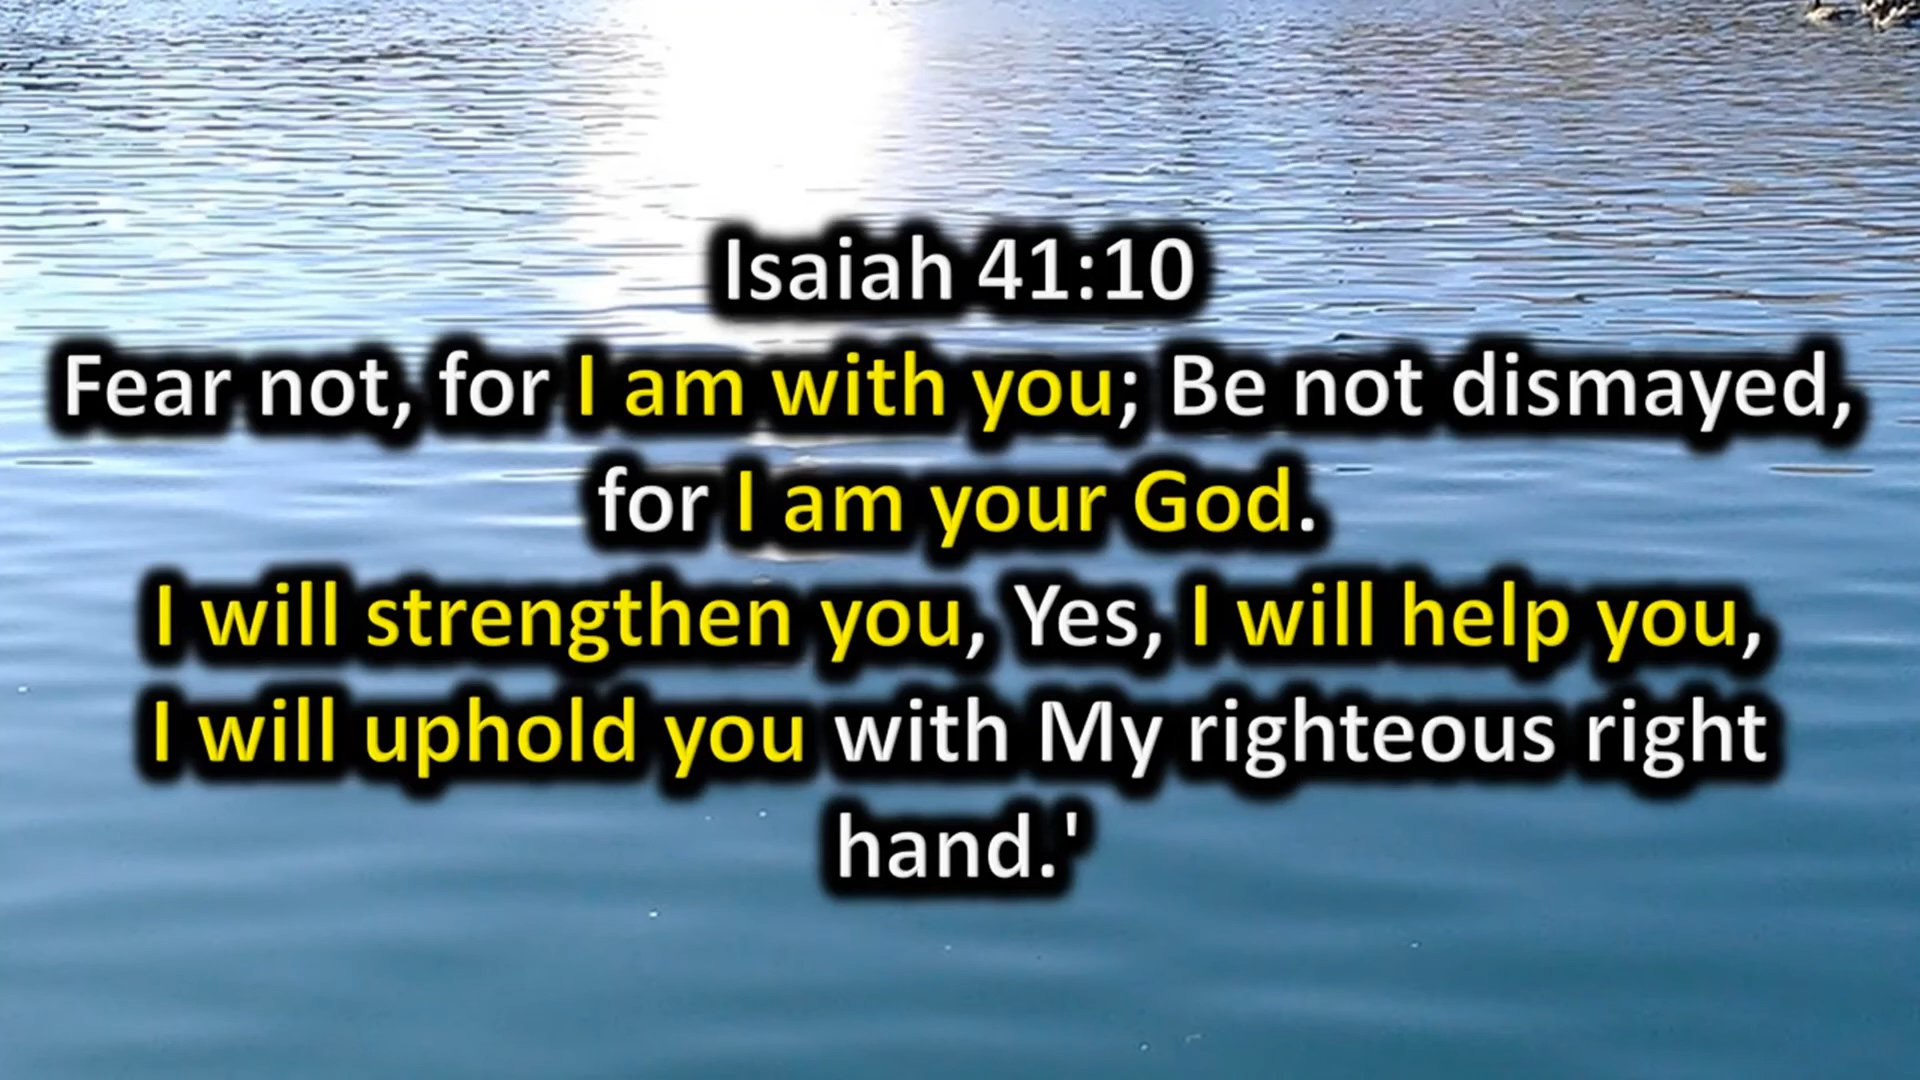 Isaiah 41:10
Fear not, for I am with you; Be not dismayed,
for I am your God.
I will strengthen you, Yes, I will help you,
I will uphold you with My righteous right
hand.'